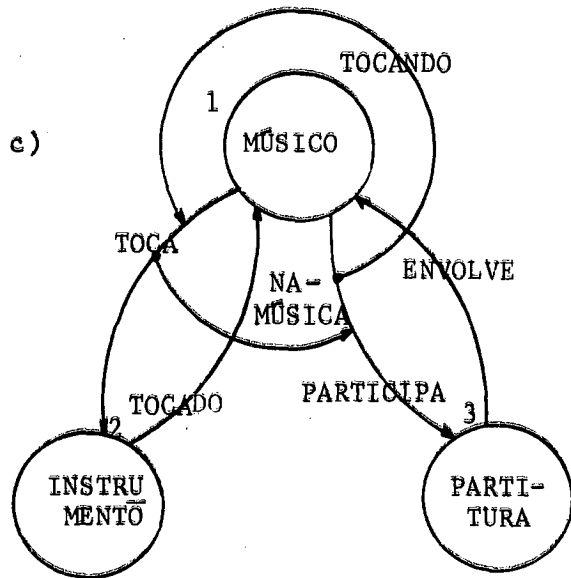 TOCANDO
1
c)
MÚSICO
TOCA
ENVOLVE
NA-
MÚSICA
TOCADO
PARTICIPA
2
3
INSTRU
MENTO
PARTI-
TURA